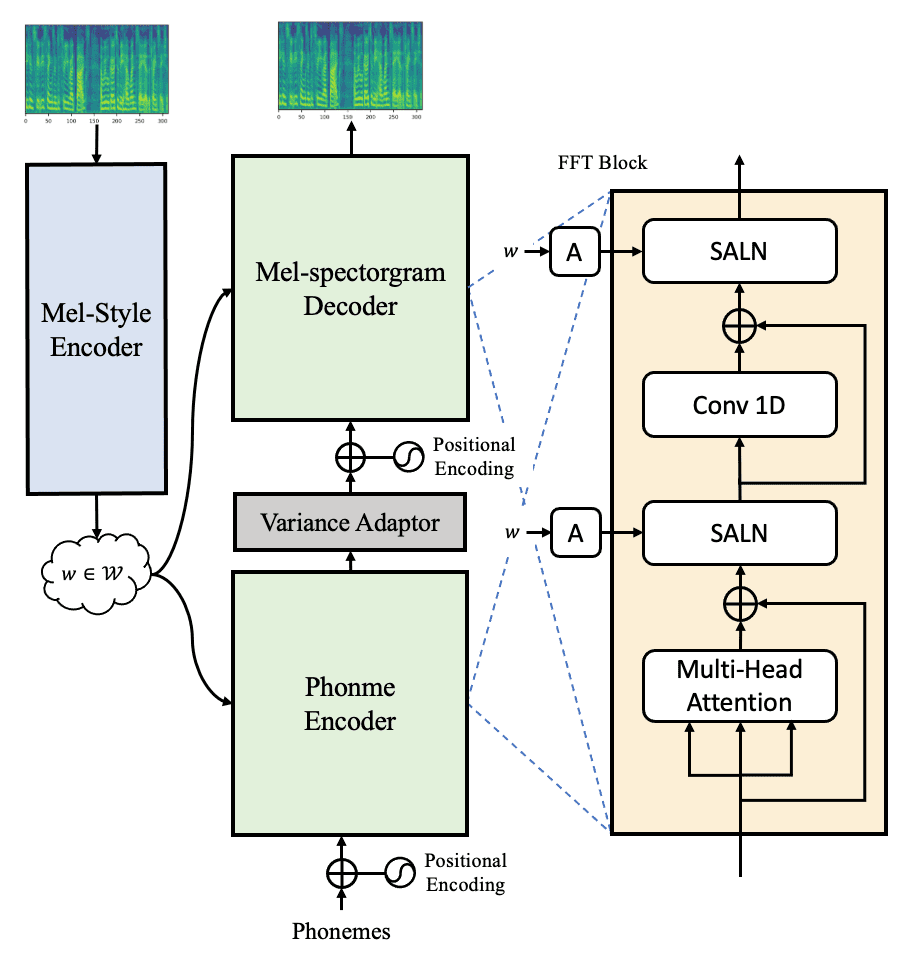 0 50 100 150 200 250 300
0 50 100 150 200 250 300
Mel-Style
Encoder
w ∈ 𝒲
Mel-spectorgram
Decoder
Positional
Encoding
Variance Adaptor
Phonme
Encoder
Positional
Encoding
Phonemes
FFT Block
w
A
SALN
Conv 1D
w
A
SALN
Multi-Head
Attention